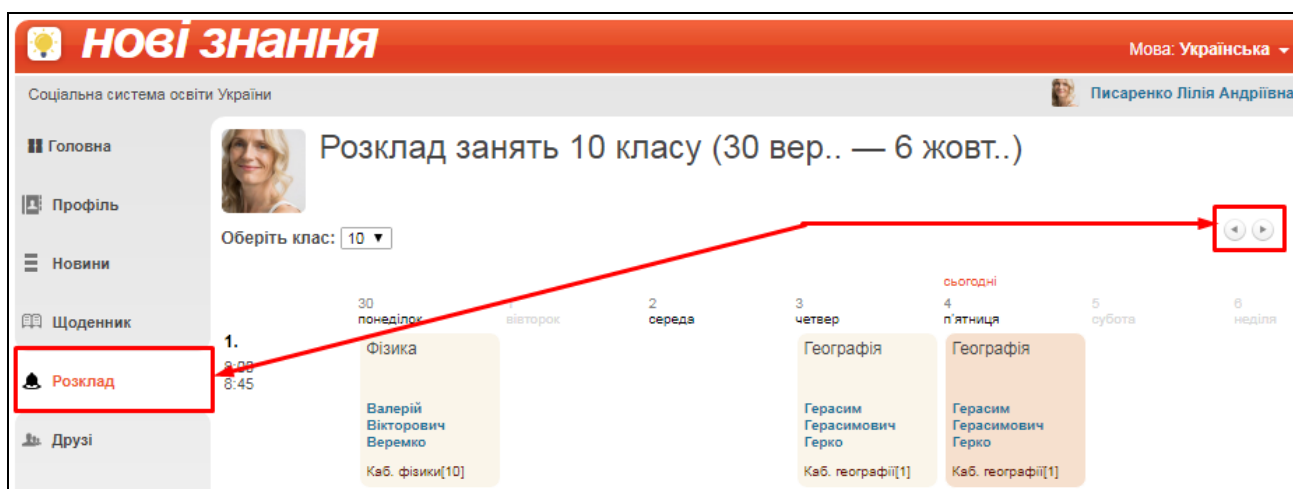 нові знання
Мова: Українська
Соціальна система освіти України
Писаренко Лілія Андріївна
Головна
Профіль
Новини
Щоденник
Розклад
Друзі
Розклад занять 10 класу (30 вер.. — 6 жовт..)
Оберіть клас: 10
сьогодні
30 2 3 4 5 6
понеділок вівторок середа четвер п'ятниця субота неділя
1.
8:45
Фізика
Валерій
Вікторович
Веремко
Каб. фізики[10]
Географія
Герасим
Герасимович
Герко
Каб. географії[1]
Географія
Герасим
Герасимович
Герко
Каб. географії[1]